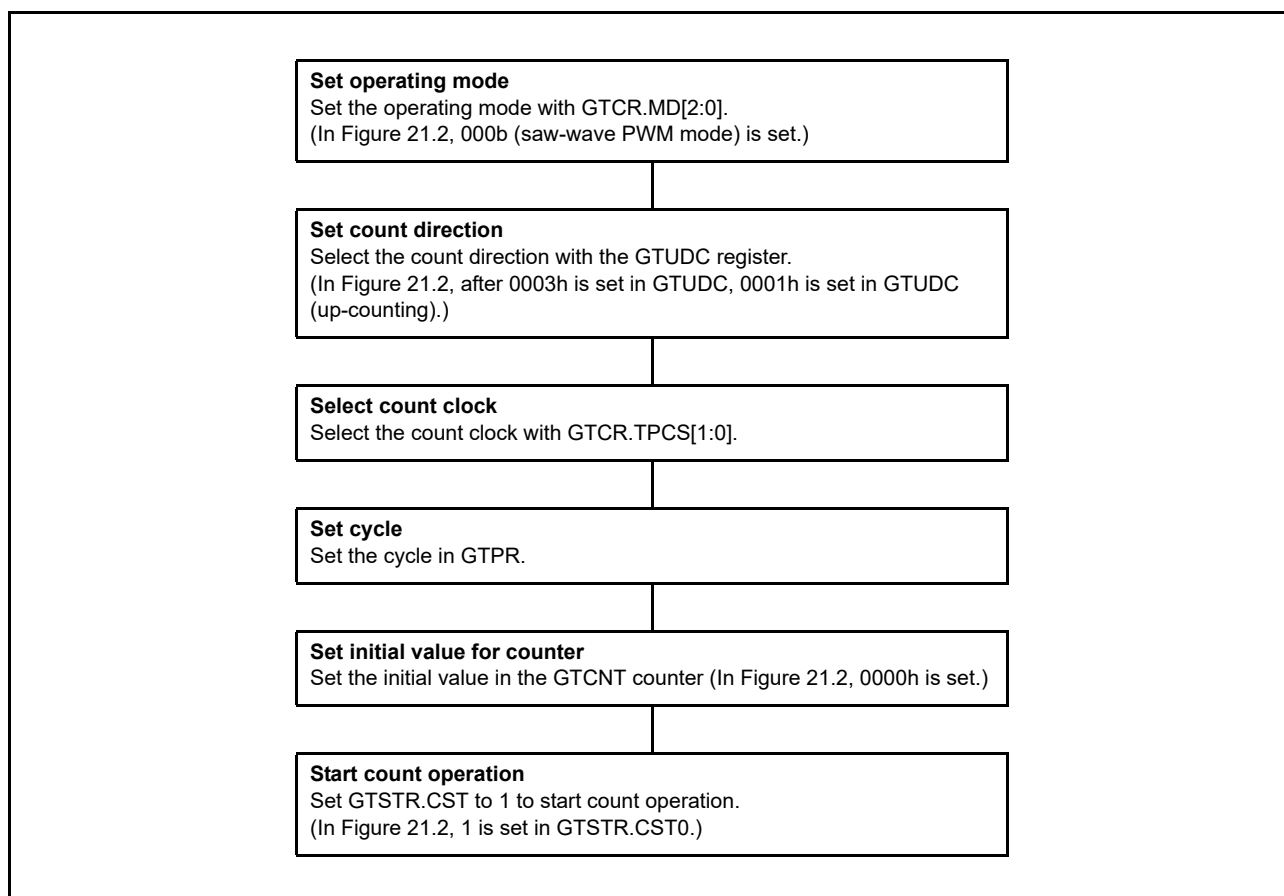 Set operating mode
Set the operating mode with GTCR.MD[2:0].
(In Figure 21.2, 000b (saw-wave PWM mode) is set.)
Set count direction
Select the count direction with the GTUDC register.
(In Figure 21.2, after 0003h is set in GTUDC, 0001h is set in GTUDC
(up-counting).)
Select count clock
Select the count clock with GTCR.TPCS[1:0].
Set cycle
Set the cycle in GTPR.
Set initial value for counter
Set the initial value in the GTCNT counter (In Figure 21.2, 0000h is set.)
Start count operation
Set GTSTR.CST to 1 to start count operation.
(In Figure 21.2, 1 is set in GTSTR.CST0.)